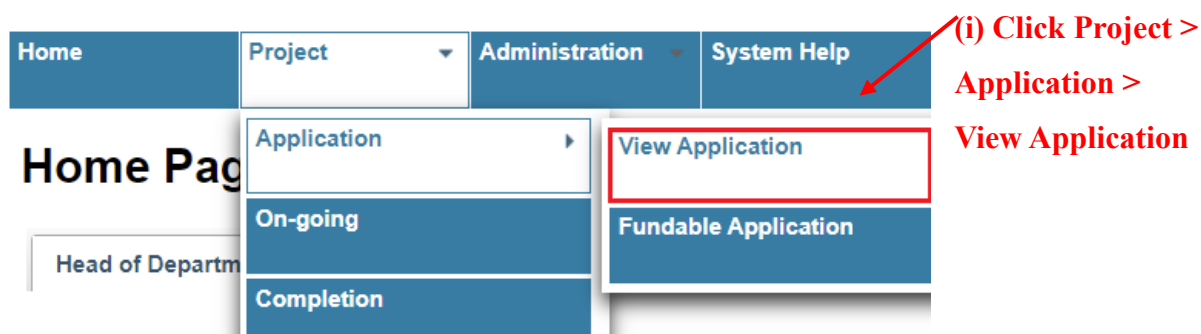 Home
Project
Administration
System Help
(i) Click Project >
Application >
View Application
Application
View Application
Home Pag
On-going
Fundable Application
Head of Departm
Completion